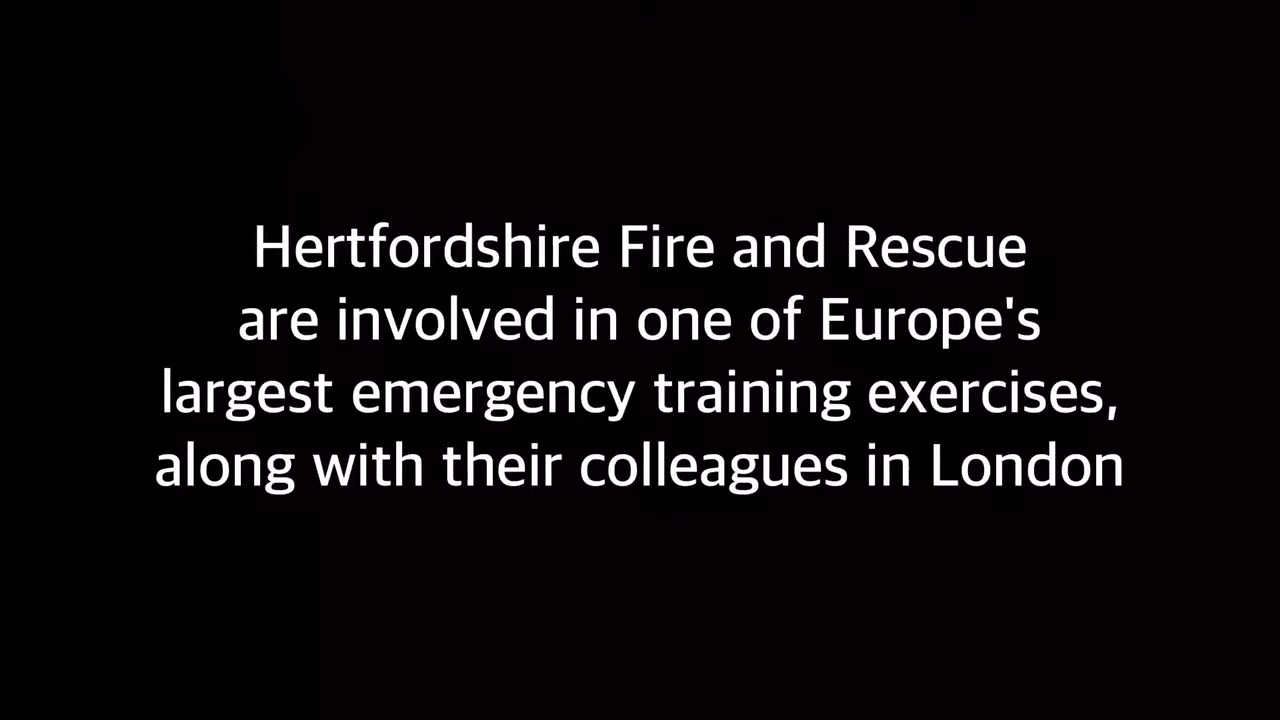 Hertfordshire Fire and Rescue
are involved in one of Europe's
largest emergency training exercises,
along with their colleagues in London